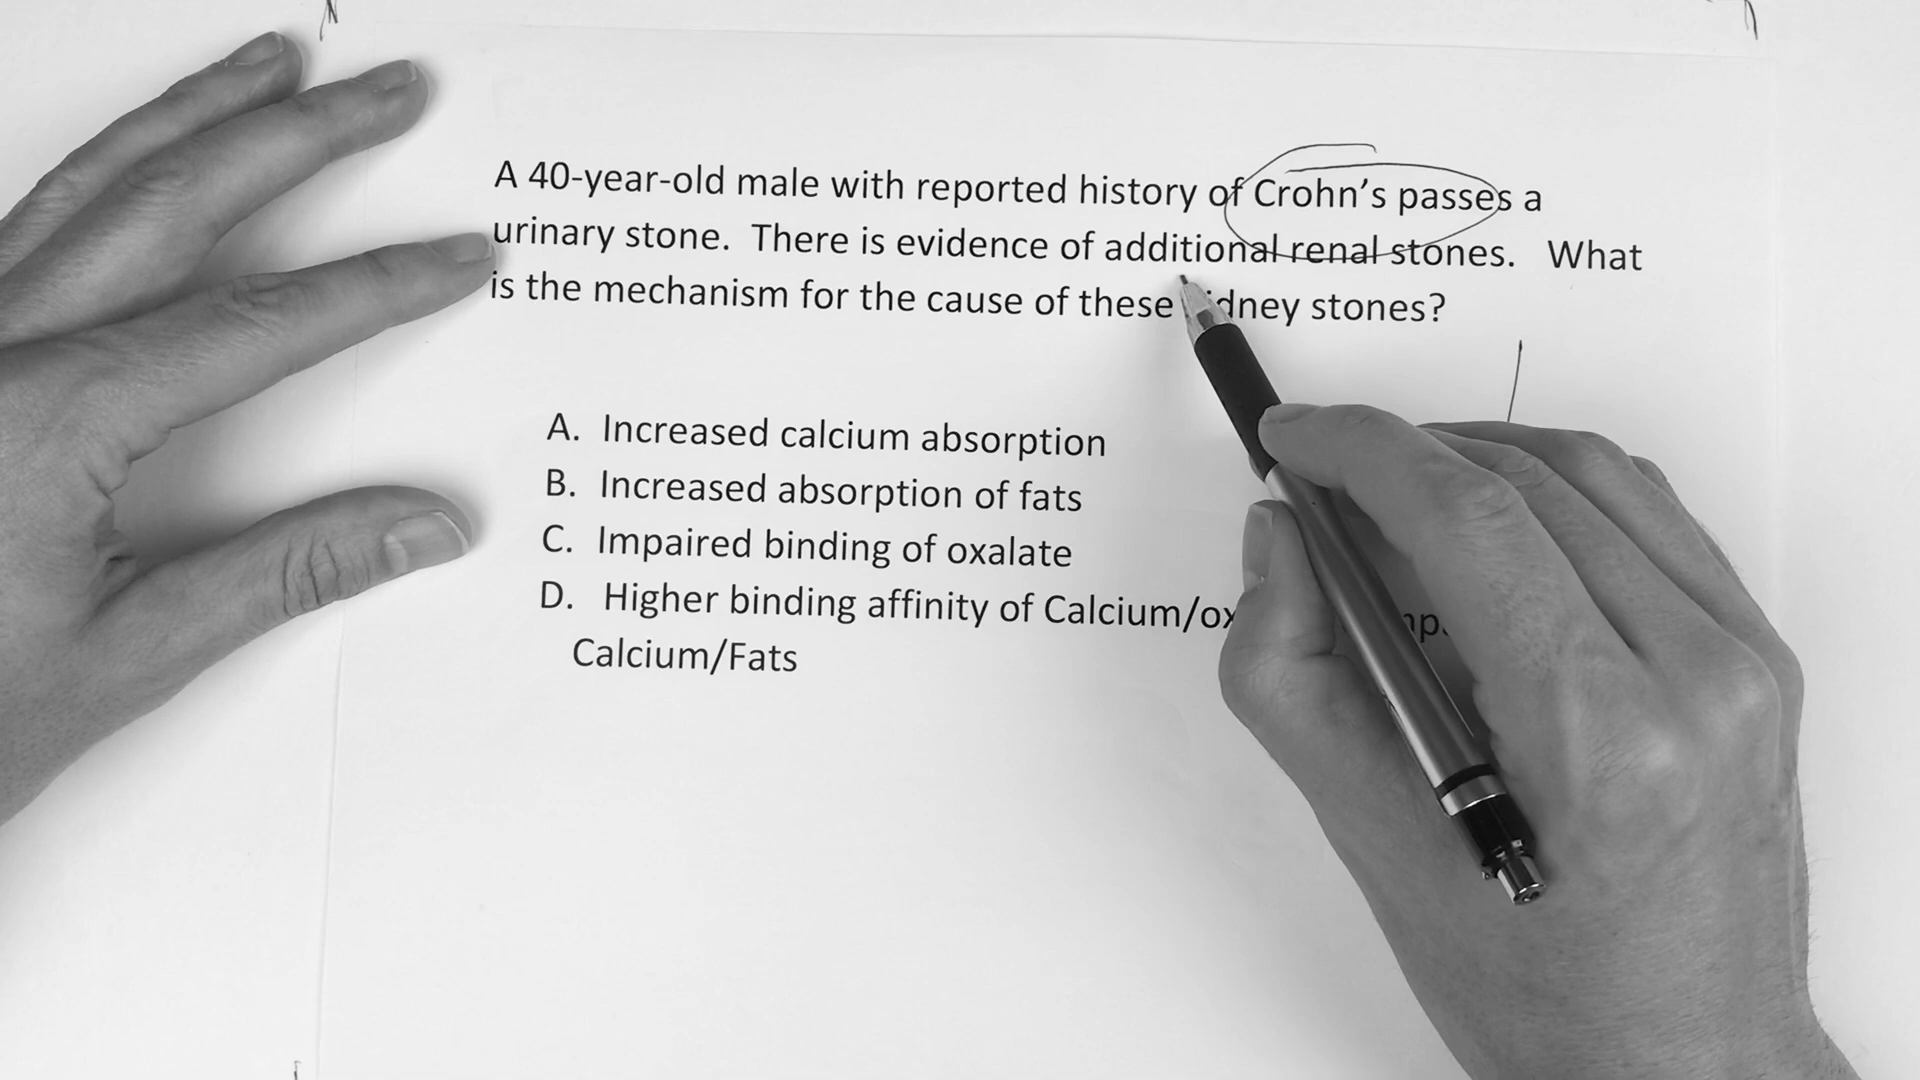 A 40-year-old male with reported history of Crohn's passes a
urinary stone.  There is evidence of additional renal stones.  What
is the mechanism for the cause of these kidney stones?
A. Increased calcium absorption
B. Increased absorption of fats
C. Impaired binding of oxalate
D. Higher binding affinity of
Calcium/Fats